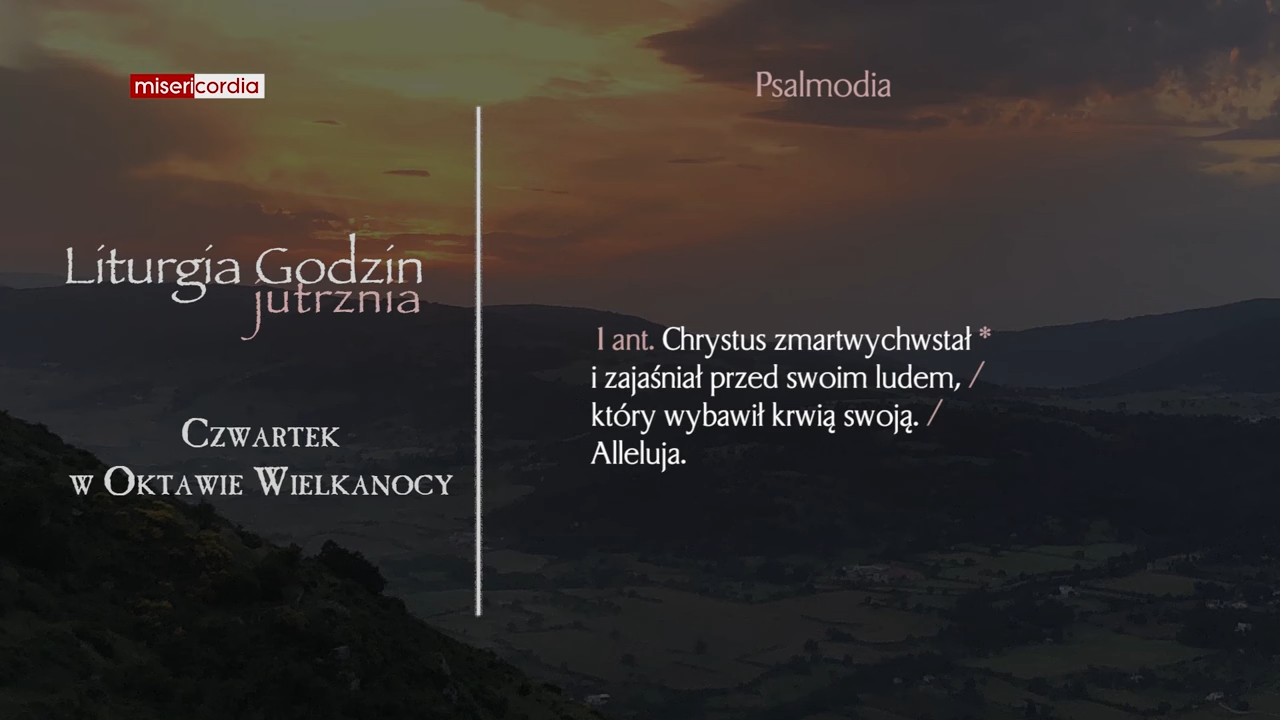 misericordia
Liturgia Godzin
jutrznia
Czwartek
w Oktawie Wielkanocy
Psalmodia
1 ant. Chrystus zmartwychwstał *
i zajaśniał przed swoim ludem, /
który wybawił krwią swoją. /
Alleluja.